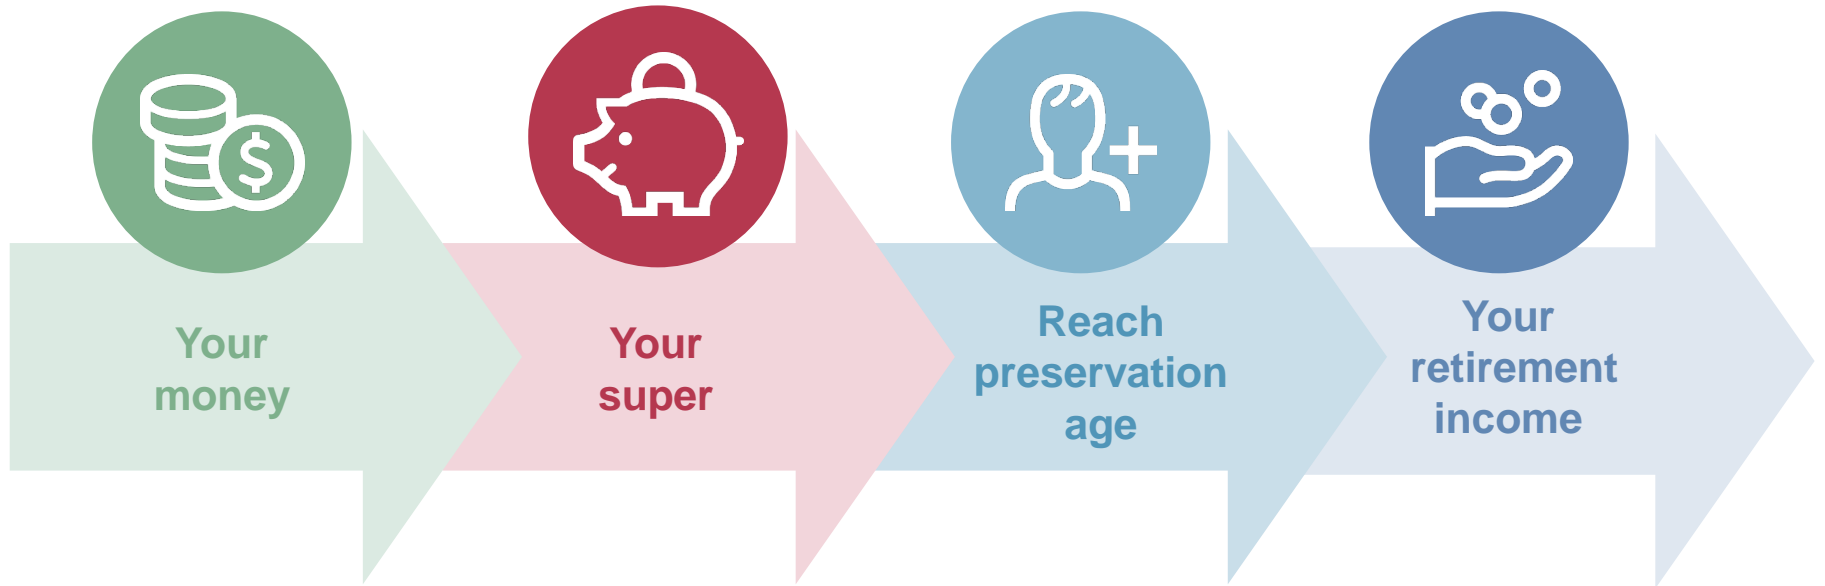 $
Your
money
Your
super
Reach
preservation
age
Your
retirement
income